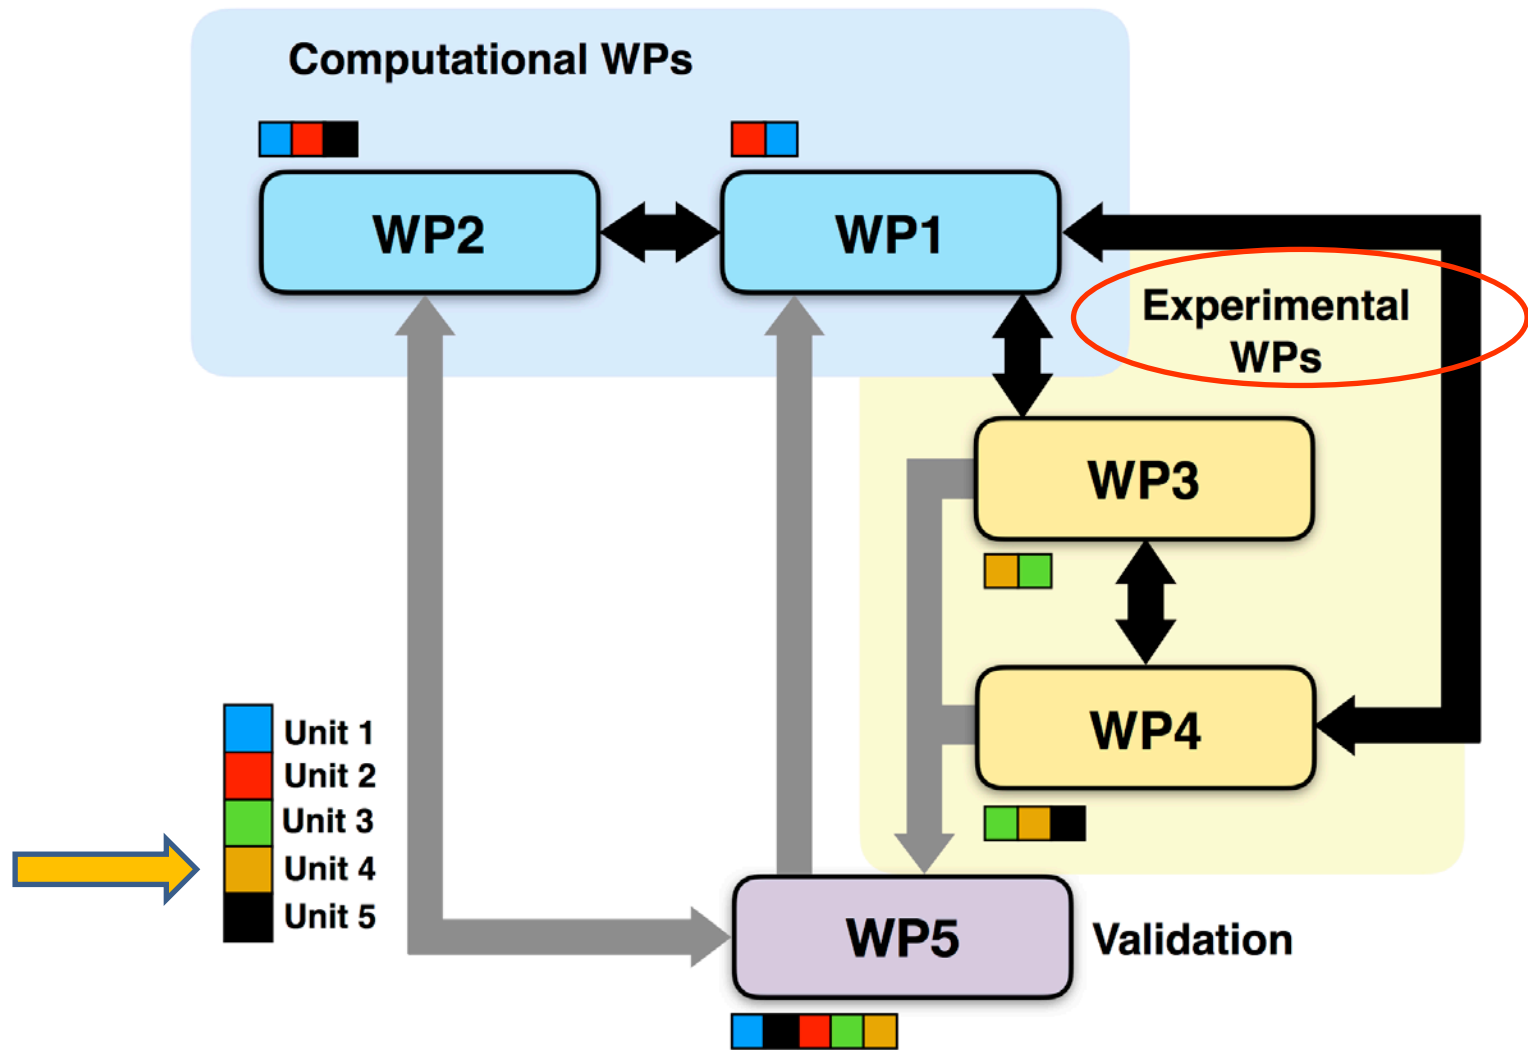 Computational WPs
WP2
WP1
Experimental
WPs
WP3
WP4
Unit 1
Unit 2
Unit 3
Unit 4
Unit 5
WP5
Validation